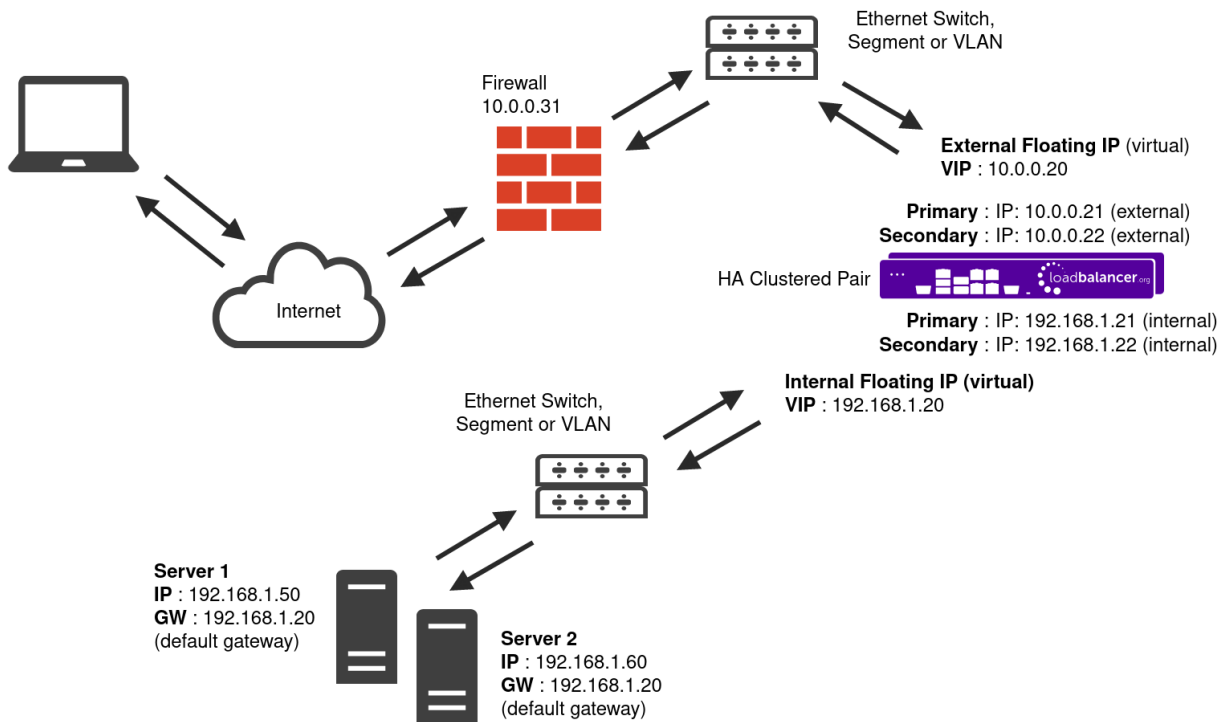 Ethernet Switch,
Segment or VLAN
Firewall
10.0.0.31
External Floating IP (virtual)
VIP : 10.0.0.20
Primary : IP: 10.0.0.21 (external)
Secondary : IP: 10.0.0.22 (external)
HA Clustered Pair
loadbalancer.org
Internet
Primary : IP: 192.168.1.21 (internal)
Secondary : IP: 192.168.1.22 (internal)
Internal Floating IP (virtual)
VIP : 192.168.1.20
Ethernet Switch,
Segment or VLAN
Server 1
IP : 192.168.1.50
GW : 192.168.1.20
(default gateway)
Server 2
IP : 192.168.1.60
GW : 192.168.1.20
(default gateway)